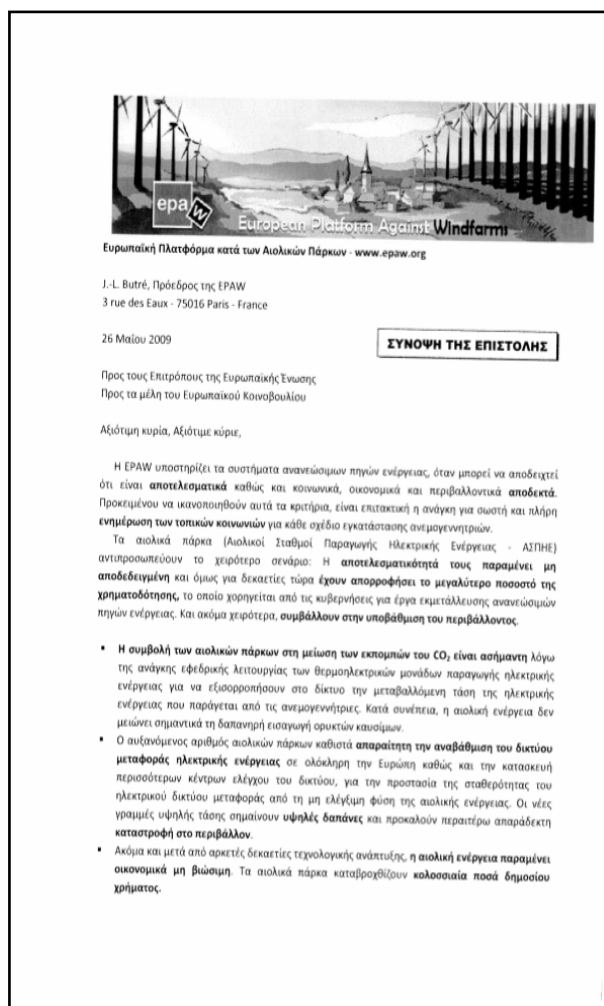 epaw
European Platform Against Windfarms
Ευρωπαϊκή Πλατφόρμα κατά των Αιολικών Πάρκων - www.epaw.org
J.-L. Butré, Πρόεδρος της EPAW
3 rue des Eaux - 75016 Paris - France
26 Μαΐου 2009
ΣΥΝΟΨΗ ΤΗΣ ΕΠΙΣΤΟΛΗΣ
Προς τους Επιτρόπους της Ευρωπαϊκής Ένωσης
Προς τα μέλη του Ευρωπαϊκού Κοινοβουλίου
Αξιότιμη κυρία, Αξιότιμε κύριε,
Η EPAW υποστηρίζει τα συστήματα ανανεώσιμων πηγών ενέργειας, όταν μπορεί να αποδειχτεί
ότι είναι αποτελεσματικά καθώς και κοινωνικά, οικονομικά και περιβαλλοντικά αποδεκτά.
Προκειμένου να ικανοποιηθούν αυτά τα κριτήρια, είναι επιτακτική η ανάγκη για σωστή και πλήρη
ενημέρωση των τοπικών κοινωνιών για κάθε σχέδιο εγκατάστασης ανεμογεννητριών.
Τα αιολικά πάρκα (Αιολικοί Σταθμοί Παραγωγής Ηλεκτρικής Ενέργειας - ΑΣΠΗΕ)
αντιπροσωπεύουν το χειρότερο σενάριο: Η αποτελεσματικότητά τους παραμένει μη
αποδεδειγμένη και όμως για δεκαετίες τώρα έχουν απορροφήσει το μεγαλύτερο ποσοστό της
χρηματοδότησης, το οποίο χορηγείται από τις κυβερνήσεις για έργα εκμετάλλευσης ανανεώσιμών
πηγών ενέργειας. Και ακόμα χειρότερα, συμβάλλουν στην υποβάθμιση του περιβάλλοντος.
▪ Η συμβολή των αιολικών πάρκων στη μείωση των εκπομπών του CO₂ είναι ασήμαντη λόγω
της ανάγκης εφεδρικής λειτουργίας των θερμοηλεκτρικών μονάδων παραγωγής ηλεκτρικής
ενέργειας για να εξισορροπήσουν στο δίκτυο την μεταβαλλόμενη τάση της ηλεκτρικής
ενέργειας που παράγεται από τις ανεμογεννήτριες. Κατά συνέπεια, η αιολική ενέργεια δεν
μειώνει σημαντικά τη δαπανηρή εισαγωγή ορυκτών καυσίμων.
▪ Ο αυξανόμενος αριθμός αιολικών πάρκων καθιστά απαραίτητη την αναβάθμιση του δικτύου
μεταφοράς ηλεκτρικής ενέργειας σε ολόκληρη την Ευρώπη καθώς και την κατασκευή
περισσότερων κέντρων ελέγχου του δικτύου, για την προστασία της σταθερότητας του
ηλεκτρικού δικτύου μεταφοράς από τη μη ελέγξιμη φύση της αιολικής ενέργειας. Οι νέες
γραμμές υψηλής τάσης σημαίνουν υψηλές δαπάνες και προκαλούν περαιτέρω απαράδεκτη
καταστροφή στο περιβάλλον.
▪ Ακόμα και μετά από αρκετές δεκαετίες τεχνολογικής ανάπτυξης, η αιολική ενέργεια παραμένει
οικονομικά μη βιώσιμη. Τα αιολικά πάρκα καταβροχθίζουν κολοσσιαία ποσά δημοσίου
χρήματος.